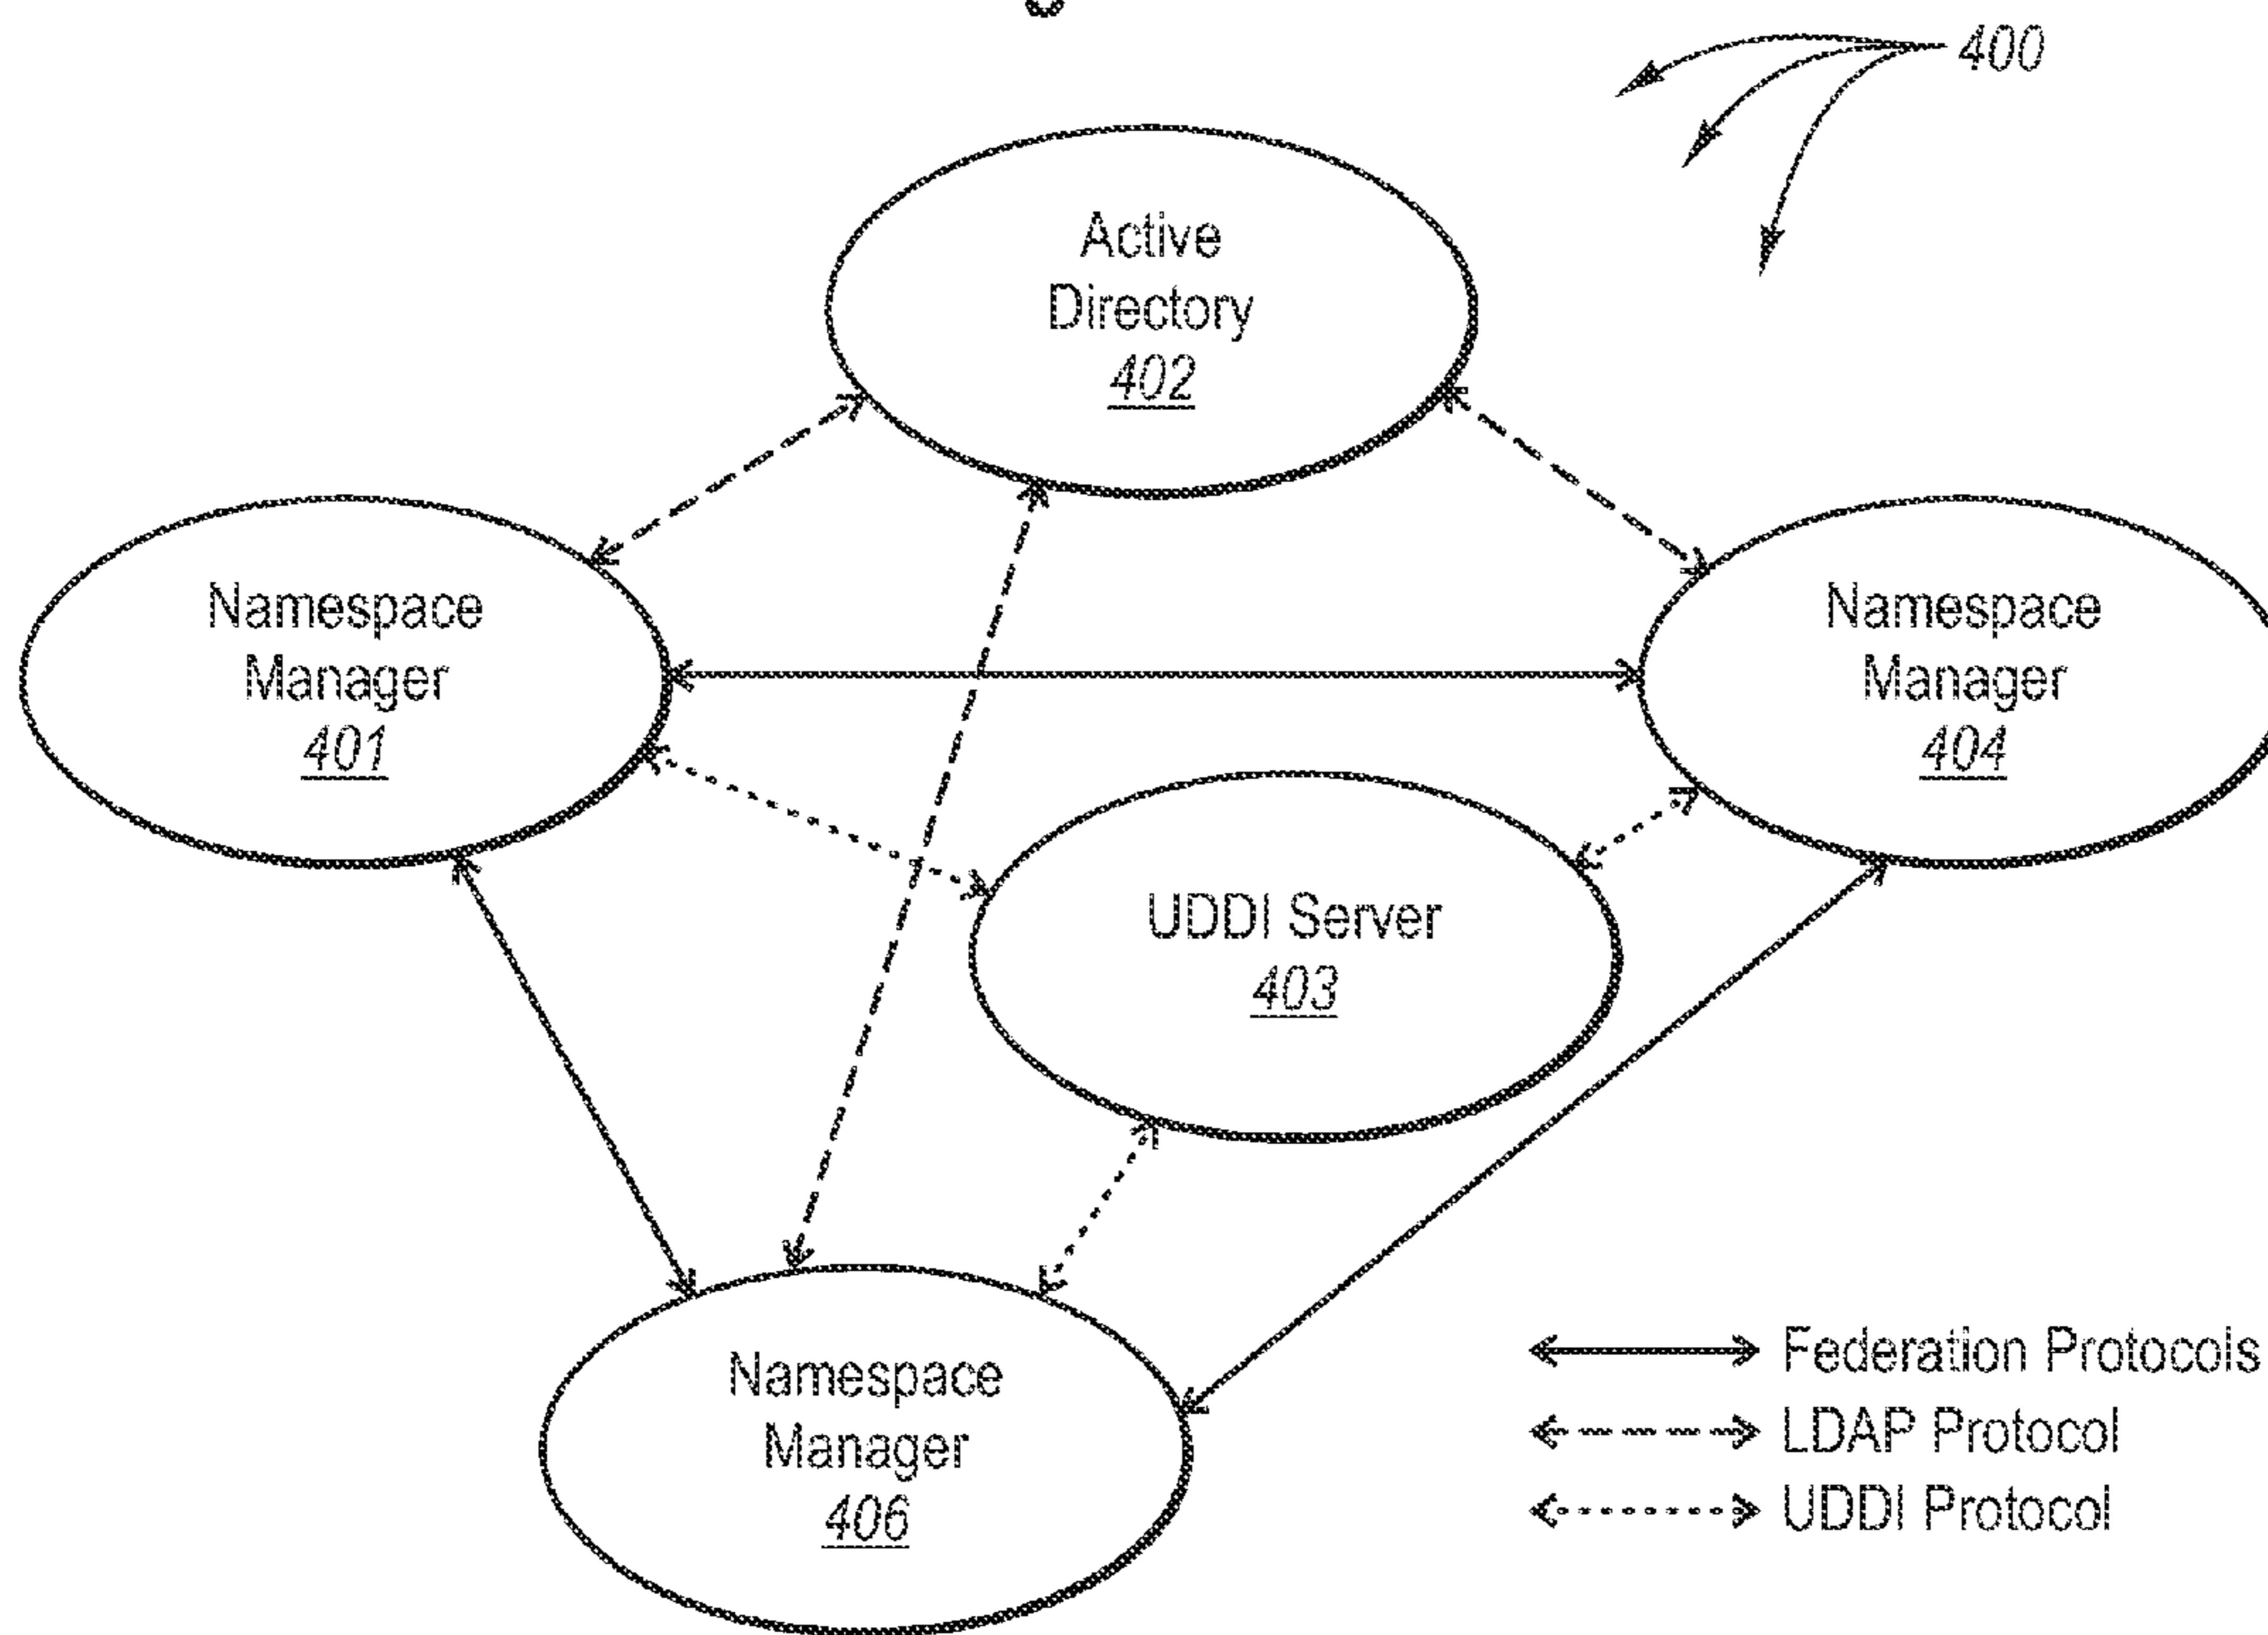 400
Active
Directory
402
Namespace
Manager
401
Namespace
Manager
404
UDDI Server
403
Namespace
Manager
406
Federation Protocols
LDAP Protocol
UDDI Protocol